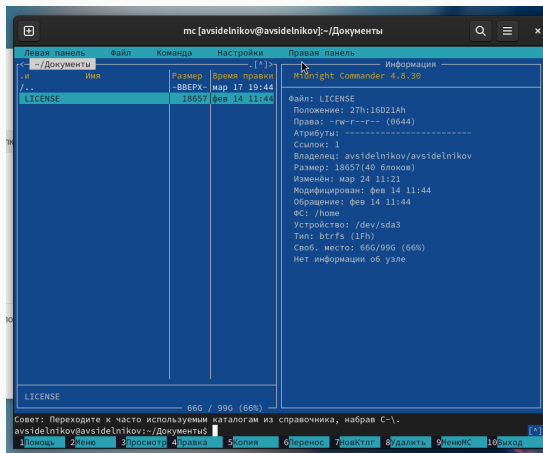 mc [avsidelnikov@avsidelnikov]:~/Документы
Левая панель Файл Команда Настройки Правая панель
<— ~/Документы .[^]>
.и Имя Размер Время правки
/.. -ВВЕРХ- мар 17 19:44
LICENSE 18657 фев 14 11:44
LICENSE
66G / 99G (66%)
Информация
Midnight Commander 4.8.30
Файл: LICENSE
Положение: 27h:16D21Ah
Права: -rw-r--r-- (0644)
Атрибуты: ----------------------
Ссылок: 1
Владелец: avsidelnikov/avsidelnikov
Размер: 18657(40 блоков)
Изменён: мар 24 11:21
Модифицирован: фев 14 11:44
Обращение: фев 14 11:44
ФС: /home
Устройство: /dev/sda3
Тип: btrfs (1Fh)
Своб. место: 66G/99G (66%)
Нет информации об узле
Совет: Переходите к часто используемым каталогам из справочника, набрав C-\.
avsidelnikov@avsidelnikov:~/Документы$ [^]
1Помощь 2Меню 3Просмотр 4Правка 5Копия 6Перенос 7НовКтлг 8Удалить 9МенюMC 10Выход